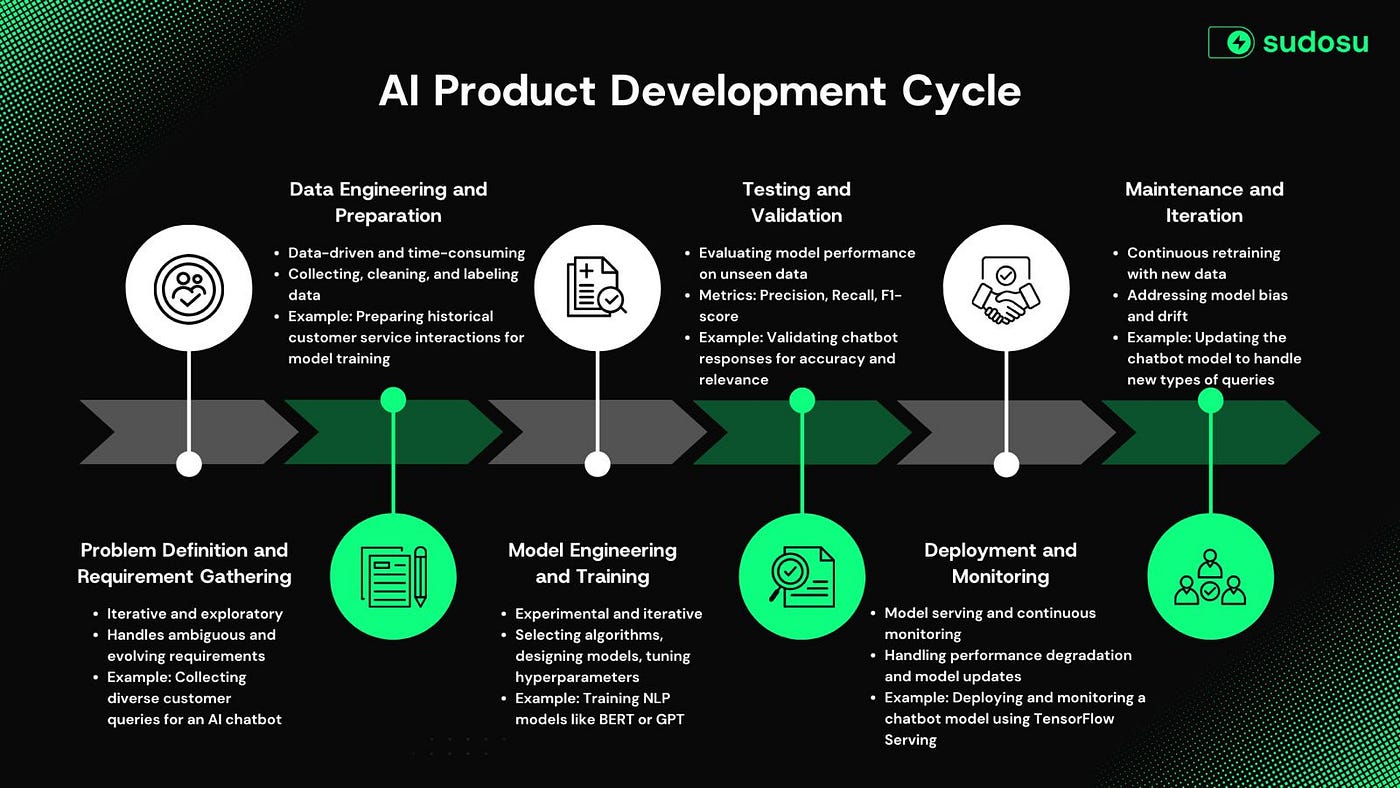 sudosu
AI Product Development Cycle
Data Engineering and
Preparation
• Data-driven and time-consuming
• Collecting, cleaning, and labeling
data
• Example: Preparing historical
customer service interactions for
model training
Testing and
Validation
• Evaluating model performance
on unseen data
• Metrics: Precision, Recall, F1-
score
• Example: Validating chatbot
responses for accuracy and
relevance
Maintenance and
Iteration
• Continuous retraining
with new data
• Addressing model bias
and drift
• Example: Updating the
chatbot model to handle
new types of queries
Problem Definition and
Requirement Gathering
• Iterative and exploratory
• Handles ambiguous and
evolving requirements
• Example: Collecting
diverse customer
queries for an AI chatbot
Model Engineering
and Training
• Experimental and iterative
• Selecting algorithms,
designing models, tuning
hyperparameters
• Example: Training NLP
models like BERT or GPT
Deployment and
Monitoring
• Model serving and continuous
monitoring
• Handling performance degradation
and model updates
• Example: Deploying and monitoring a
chatbot model using TensorFlow
Serving